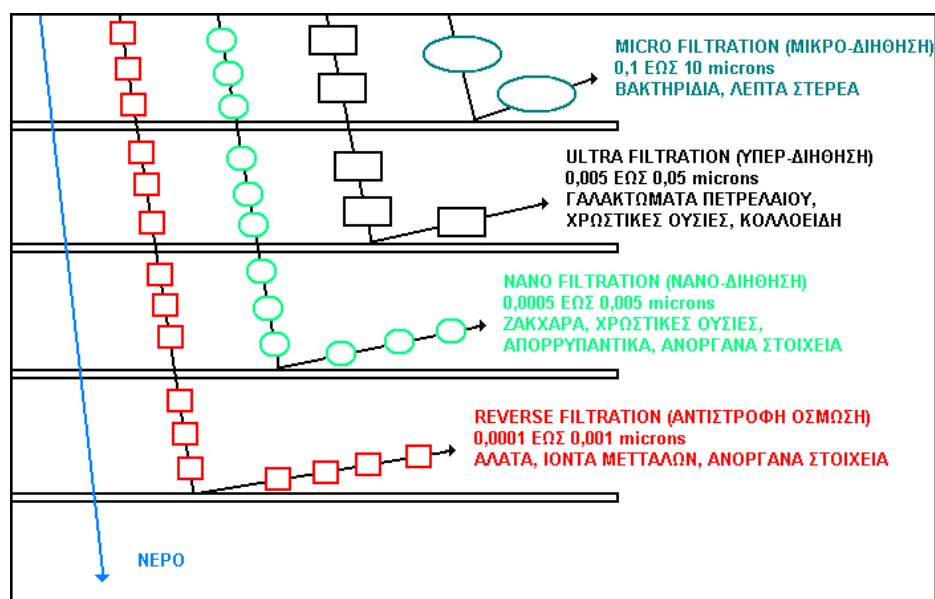 MICRO FILTRATION (ΜΙΚΡΟ-ΔΙΗΘΗΣΗ)
0,1 ΕΩΣ 10 microns
ΒΑΚΤΗΡΙΔΙΑ, ΛΕΠΤΑ ΣΤΕΡΕΑ
ULTRA FILTRATION (ΥΠΕΡ-ΔΙΗΘΗΣΗ)
0,005 ΕΩΣ 0,05 microns
ΓΑΛΑΚΤΩΜΑΤΑ ΠΕΤΡΕΛΑΙΟΥ,
ΧΡΩΣΤΙΚΕΣ ΟΥΣΙΕΣ, ΚΟΛΛΟΕΙΔΗ
NANO FILTRATION (ΝΑΝΟ-ΔΙΗΘΗΣΗ)
0,0005 ΕΩΣ 0,005 microns
ΖΑΚΧΑΡΑ, ΧΡΩΣΤΙΚΕΣ ΟΥΣΙΕΣ,
ΑΠΟΡΡΥΠΑΝΤΙΚΑ, ΑΝΟΡΓΑΝΑ ΣΤΟΙΧΕΙΑ
REVERSE FILTRATION (ΑΝΤΙΣΤΡΟΦΗ ΟΣΜΩΣΗ)
0,0001 ΕΩΣ 0,001 microns
ΑΛΑΤΑ, ΙΟΝΤΑ ΜΕΤΤΑΛΩΝ, ΑΝΟΡΓΑΝΑ ΣΤΟΙΧΕΙΑ
ΝΕΡΟ